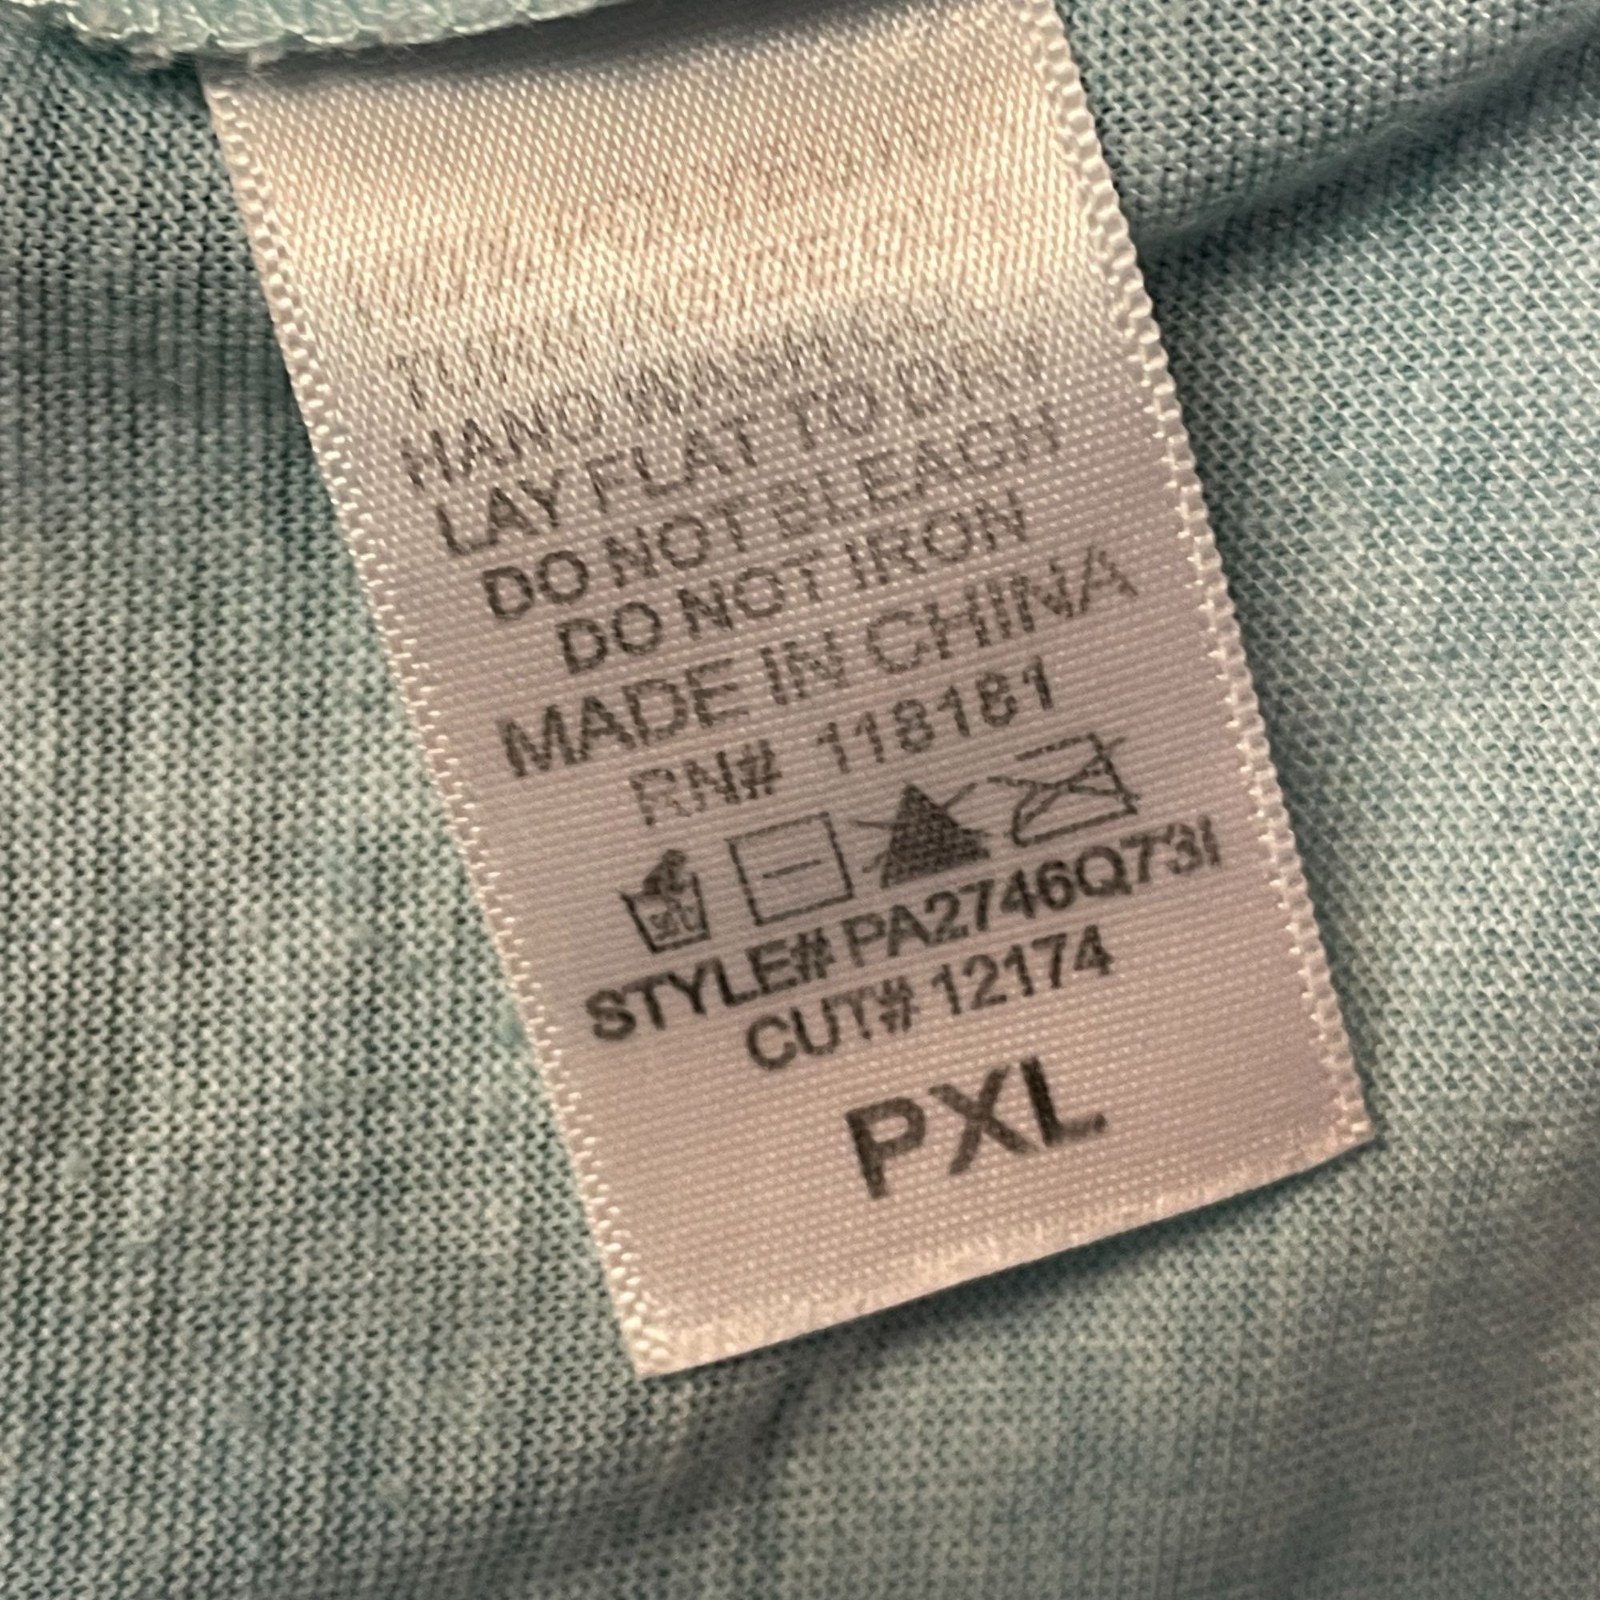 HAND WASH CO
LAY FLAT TO DRY
DO NOT BLEACH
DO NOT IRON
MADE IN CHINA
RN# 118181
STYLE# PA2746Q73I
CUT# 12174
PXL